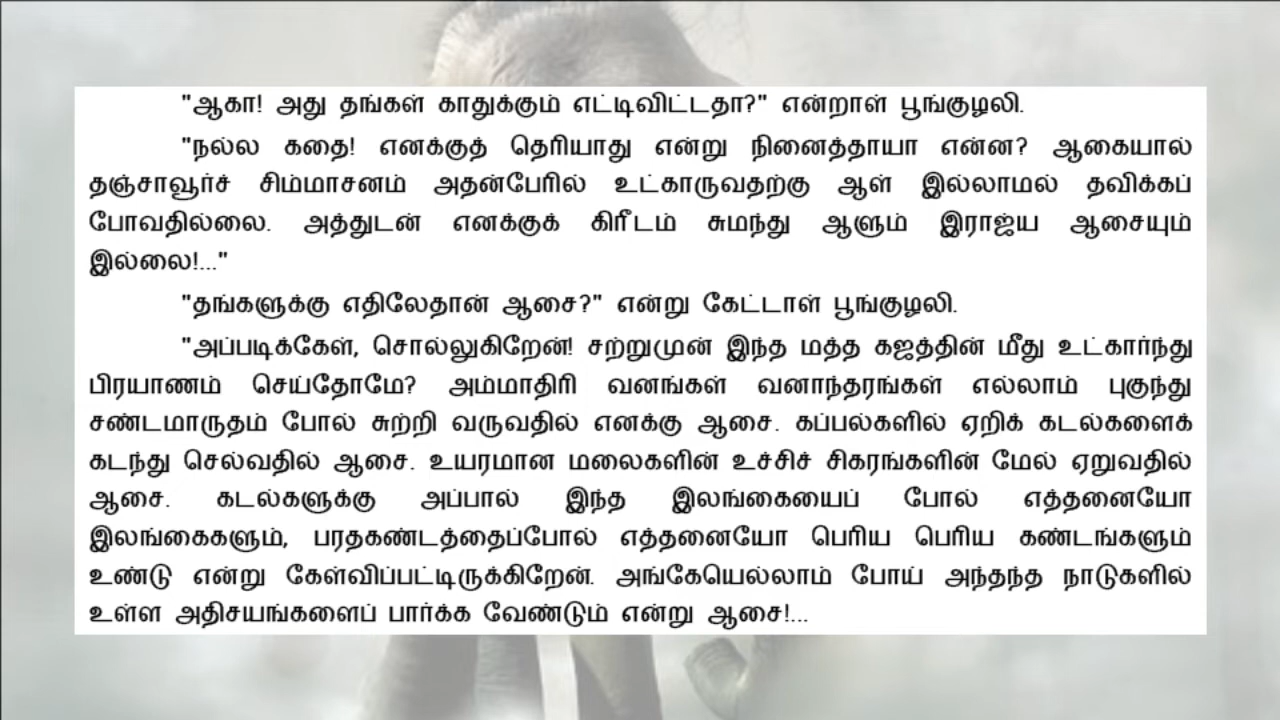 "ஆகா! அது தங்கள் காதுக்கும் எட்டிவிட்டதா?" என்றாள் பூங்குழலி.
"நல்ல கதை! எனக்குத் தெரியாது என்று நினைத்தாயா என்ன? ஆகையால்
தஞ்சாவூர்ச் சிம்மாசனம் அதன்பேரில் உட்காருவதற்கு ஆள் இல்லாமல் தவிக்கப்
போவதில்லை. அத்துடன் எனக்குக் கிரீடம் சுமந்து ஆளும் இராஜ்ய ஆசையும்
இல்லை!..."
"தங்களுக்கு எதிலேதான் ஆசை?" என்று கேட்டாள் பூங்குழலி.
"அப்படிக்கேள், சொல்லுகிறேன்! சற்றுமுன் இந்த மத்த கஜத்தின் மீது உட்கார்ந்து
பிரயாணம் செய்தோமே? அம்மாதிரி வனங்கள் வனாந்தரங்கள் எல்லாம் புகுந்து
சண்டமாருதம் போல் சுற்றி வருவதில் எனக்கு ஆசை. கப்பல்களில் ஏறிக் கடல்களைக்
கடந்து செல்வதில் ஆசை. உயரமான மலைகளின் உச்சிச் சிகரங்களின் மேல் ஏறுவதில்
ஆசை. கடல்களுக்கு அப்பால் இந்த இலங்கையைப் போல் எத்தனையோ
இலங்கைகளும், பரதகண்டத்தைப்போல் எத்தனையோ பெரிய பெரிய கண்டங்களும்
உண்டு என்று கேள்விப்பட்டிருக்கிறேன். அங்கேயெல்லாம் போய் அந்தந்த நாடுகளில்
உள்ள அதிசயங்களைப் பார்க்க வேண்டும் என்று ஆசை!...